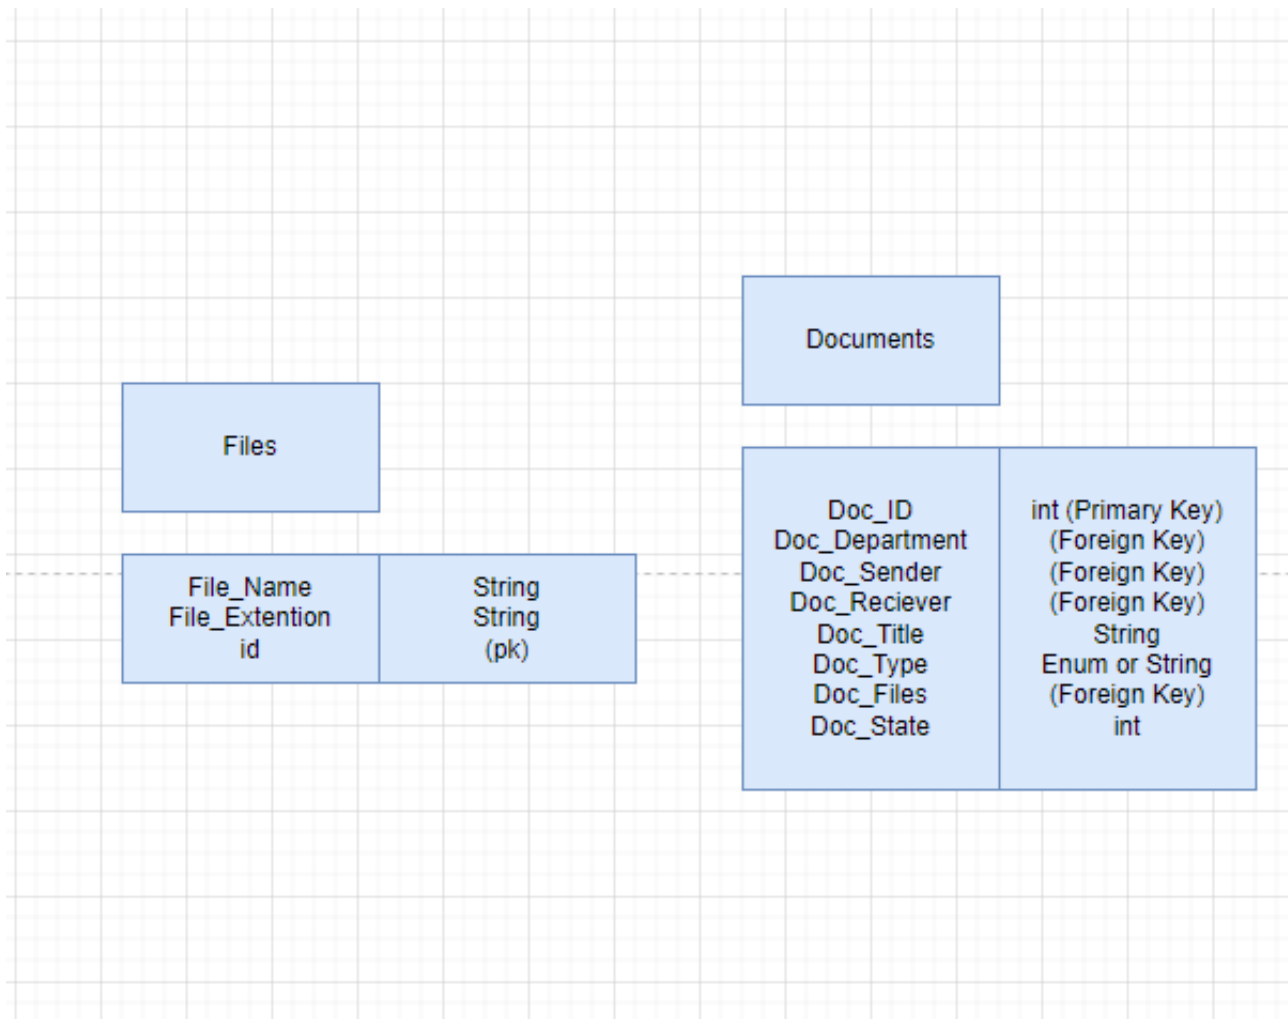 Documents
Files
File_Name String
File_Extention String
id (pk)
Doc_ID int (Primary Key)
Doc_Department (Foreign Key)
Doc_Sender (Foreign Key)
Doc_Reciever (Foreign Key)
Doc_Title String
Doc_Type Enum or String
Doc_Files (Foreign Key)
Doc_State int